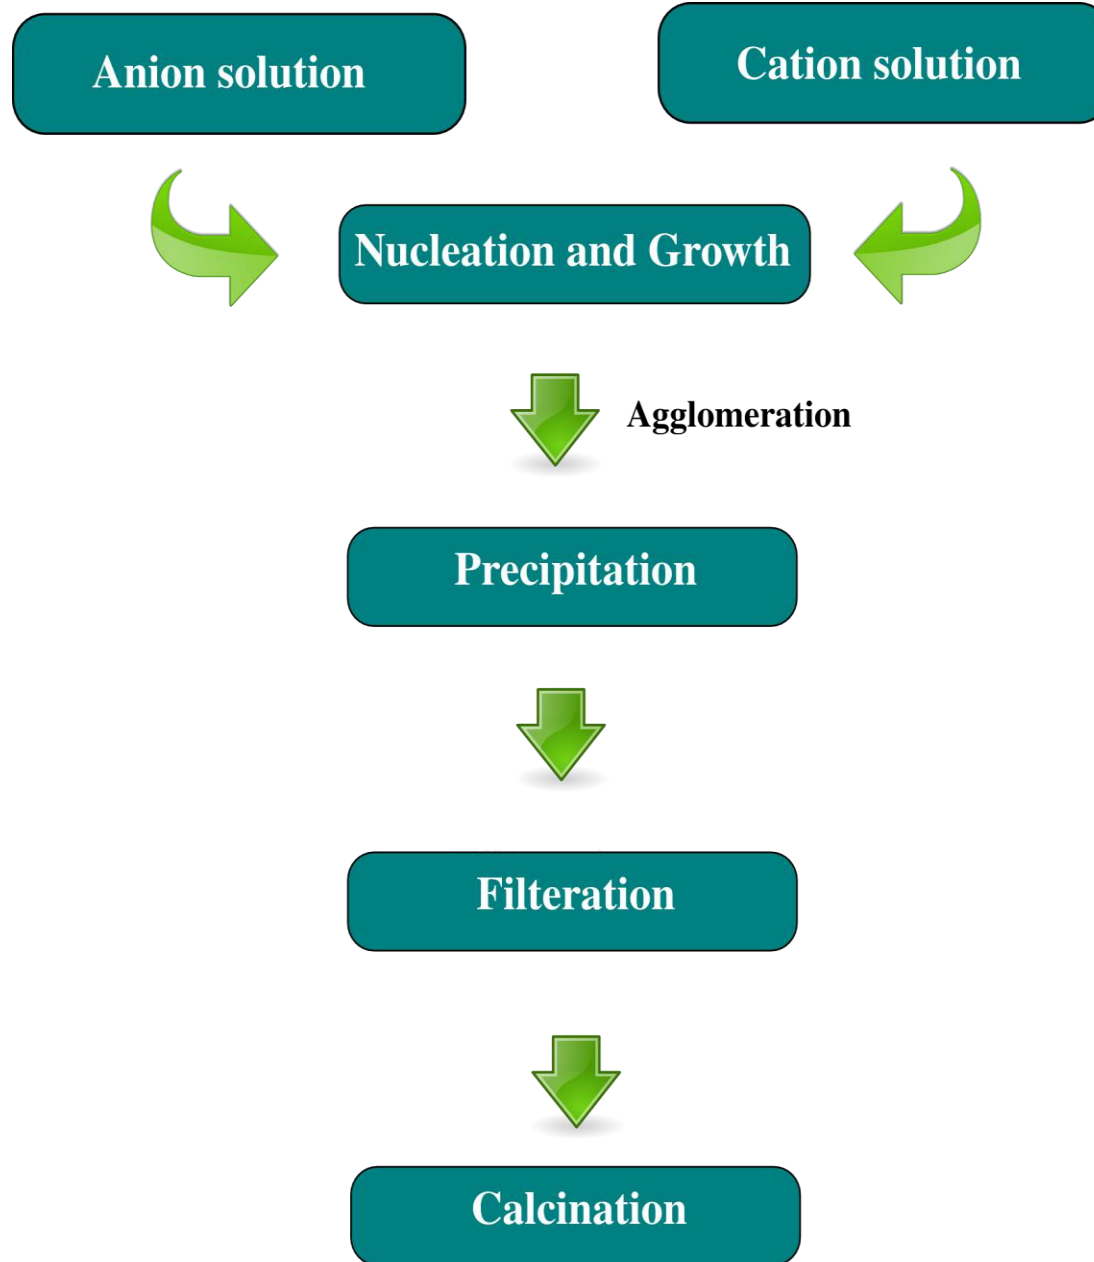 Anion solution
Cation solution
Nucleation and Growth
Agglomeration
Precipitation
Filteration
Calcination